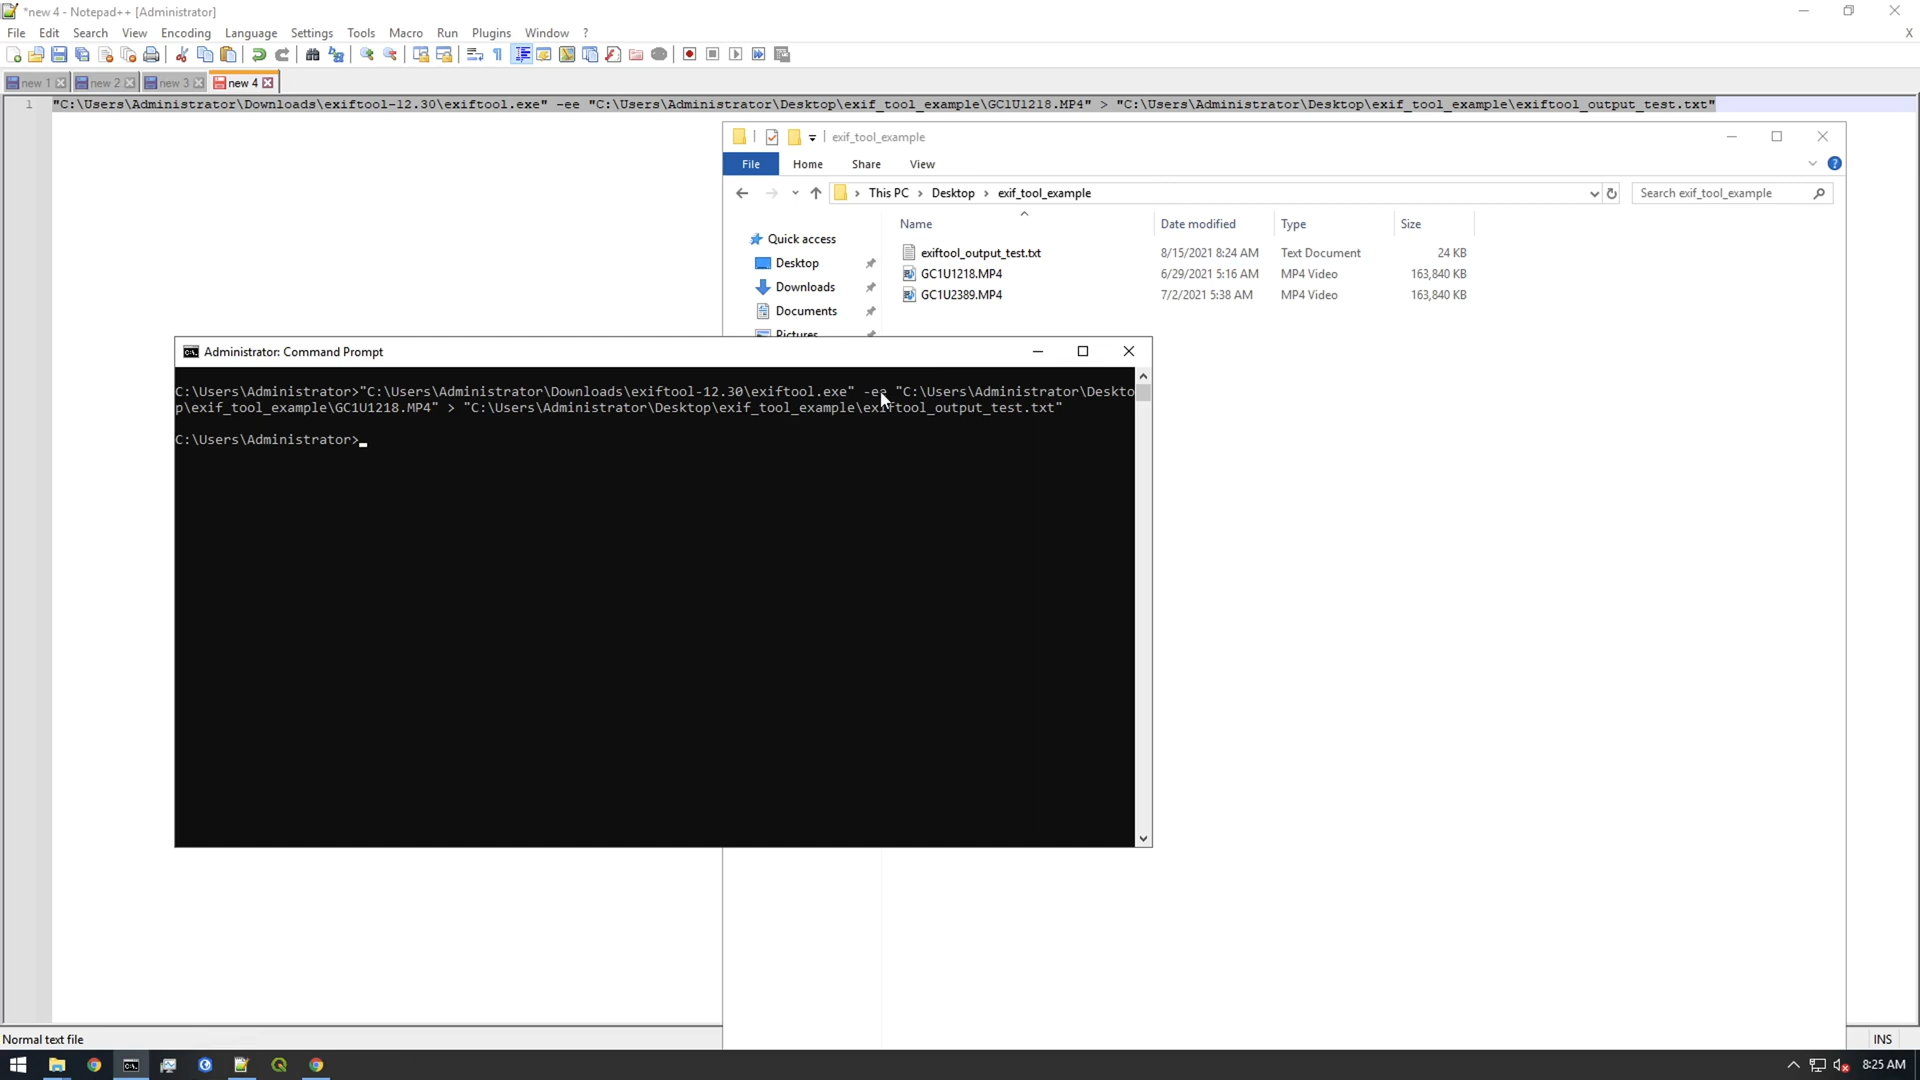 *new 4 - Notepad++ [Administrator]
File Edit Search View Encoding Language Settings Tools Macro Run Plugins Window ? X
new 1 new 2 new 3 new 4
1 "C:\Users\Administrator\Downloads\exiftool-12.30\exiftool.exe" -ee "C:\Users\Administrator\Desktop\exif_tool_example\GC1U1218.MP4" > "C:\Users\Administrator\Desktop\exif_tool_example\exiftool_output_test.txt"
exif_tool_example
File Home Share View
This PC > Desktop > exif_tool_example
Search exif_tool_example
Name Date modified Type Size
Quick access
Desktop
Downloads
Documents
Pictures
exiftool_output_test.txt 8/15/2021 8:24 AM Text Document 24 KB
GC1U1218.MP4 6/29/2021 5:16 AM MP4 Video 163,840 KB
GC1U2389.MP4 7/2/2021 5:38 AM MP4 Video 163,840 KB
Administrator: Command Prompt
C:\Users\Administrator>"C:\Users\Administrator\Downloads\exiftool-12.30\exiftool.exe" -ee "C:\Users\Administrator\Deskto
p\exif_tool_example\GC1U1218.MP4" > "C:\Users\Administrator\Desktop\exif_tool_example\exiftool_output_test.txt"
C:\Users\Administrator>_
Normal text file
INS
8:25 AM